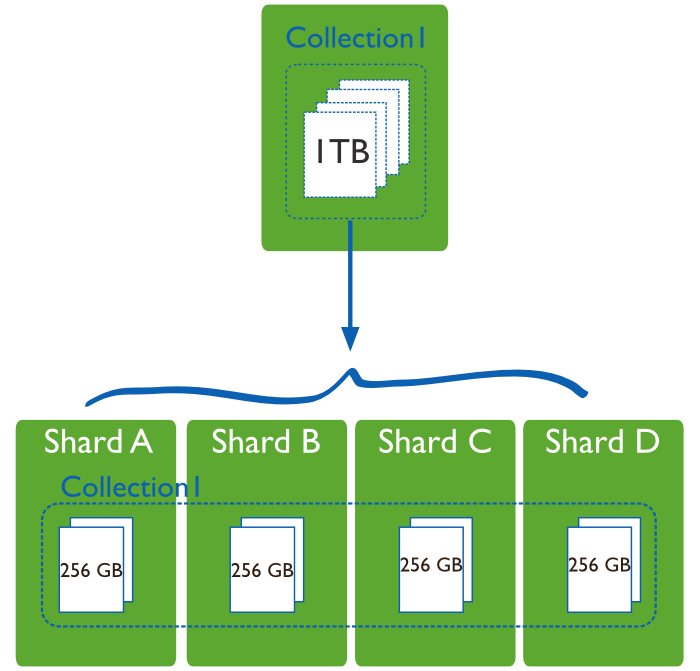 Collection1
1TB
Shard A
Shard B
Shard C
Shard D
Collection1
256 GB
256 GB
256 GB
256 GB